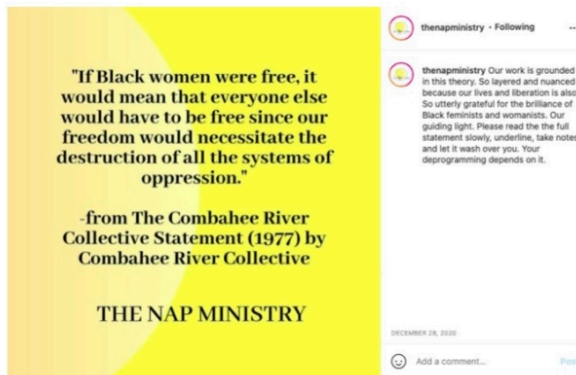 "If Black women were free, it
would mean that everyone else
would have to be free since our
freedom would necessitate the
destruction of all the systems of
oppression."
-from The Combahee River
Collective Statement (1977) by
Combahee River Collective
THE NAP MINISTRY
thenapministry • Following
thenapministry Our work is grounded
in this theory. So layered and nuanced
because our lives and liberation is also.
So utterly grateful for the brilliance of
Black feminists and womanists. Our
guiding light. Please read the the full
statement slowly, underline, take notes
and let it wash over you. Your
deprogramming depends on it.
DECEMBER 28, 2020
Add a comment...